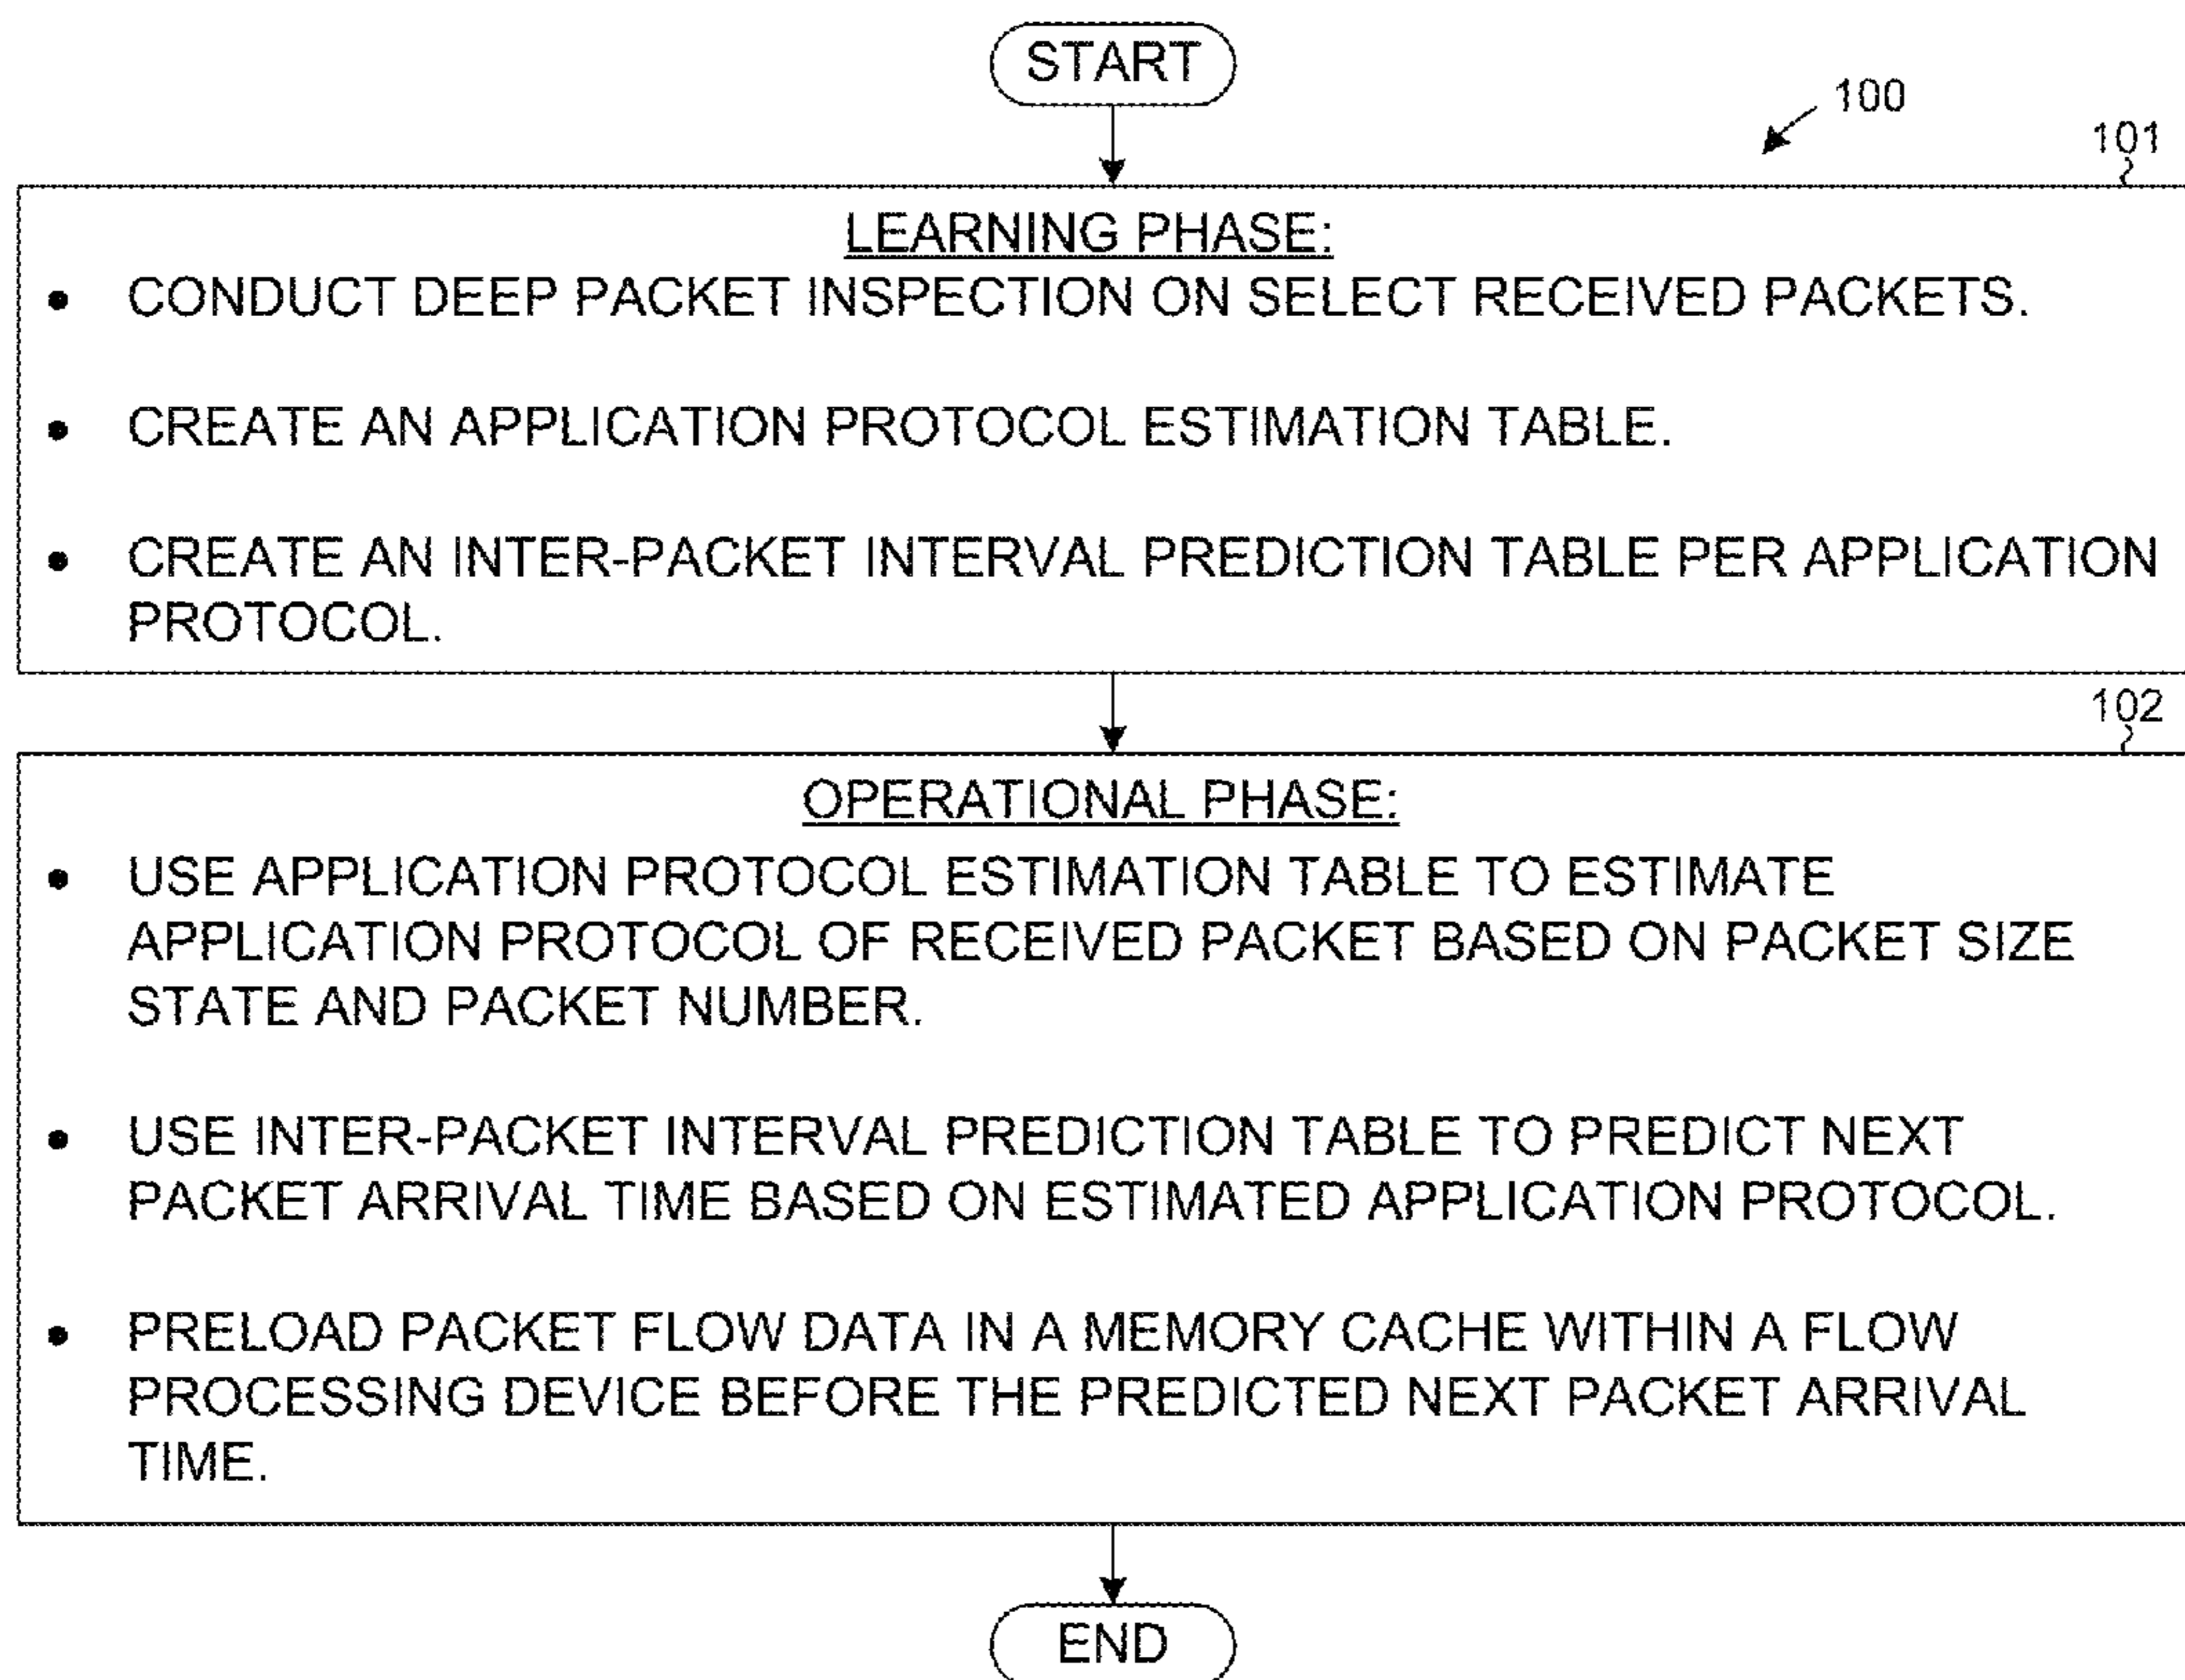 START
100
101
LEARNING PHASE:
• CONDUCT DEEP PACKET INSPECTION ON SELECT RECEIVED PACKETS.
• CREATE AN APPLICATION PROTOCOL ESTIMATION TABLE.
• CREATE AN INTER-PACKET INTERVAL PREDICTION TABLE PER APPLICATION
PROTOCOL.
102
OPERATIONAL PHASE:
• USE APPLICATION PROTOCOL ESTIMATION TABLE TO ESTIMATE
APPLICATION PROTOCOL OF RECEIVED PACKET BASED ON PACKET SIZE
STATE AND PACKET NUMBER.
• USE INTER-PACKET INTERVAL PREDICTION TABLE TO PREDICT NEXT
PACKET ARRIVAL TIME BASED ON ESTIMATED APPLICATION PROTOCOL.
• PRELOAD PACKET FLOW DATA IN A MEMORY CACHE WITHIN A FLOW
PROCESSING DEVICE BEFORE THE PREDICTED NEXT PACKET ARRIVAL
TIME.
END